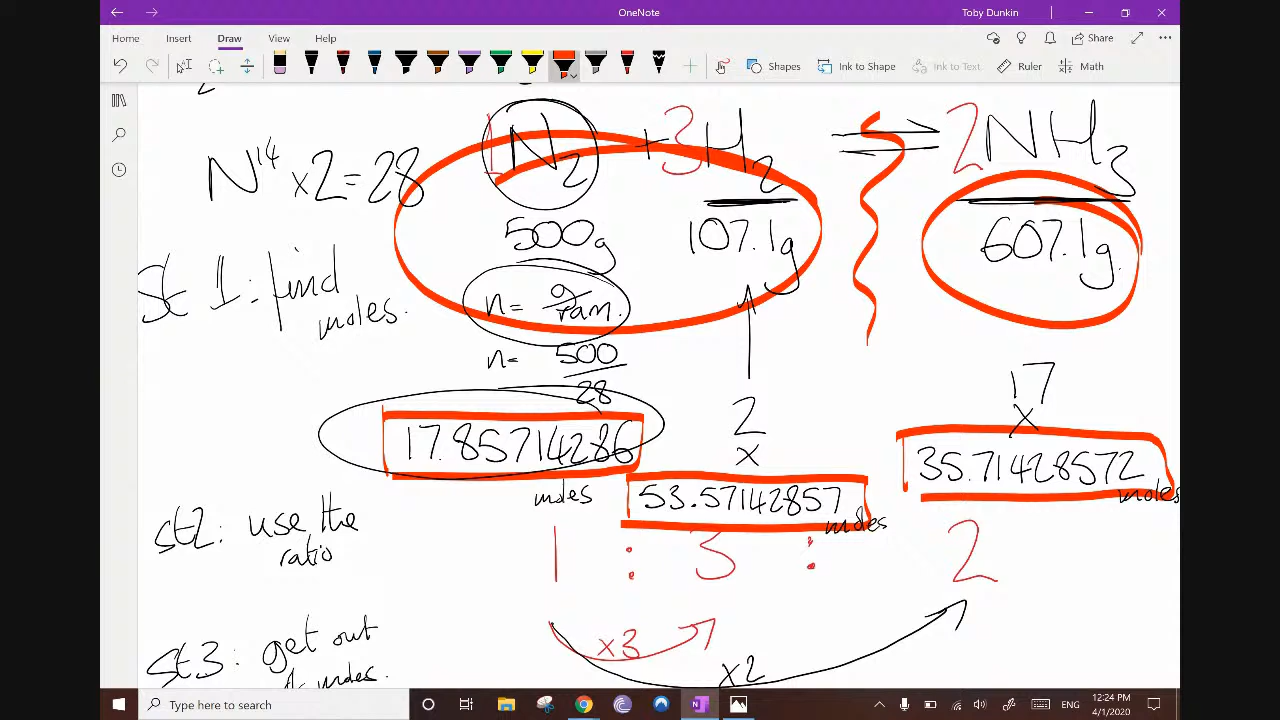 OneNote
Toby Dunkin
Home Insert Draw View Help
Share
Shapes Ink to Shape Ink to Text Ruler Math
2
1N2 + 3H2 ⇌ 2NH3
N14 x2=28
500g 107.1g 607.1g.
St 1: find
moles.
n= g/ram.
n= 500/28
17
x
2
x
17.85714286
moles
53.57142857
moles
35.71428572
moles
st2: use the
ratio
1 : 3 : 2
x3
x2
st3: get out
moles.
Type here to search
ENG
12:24 PM
4/1/2020